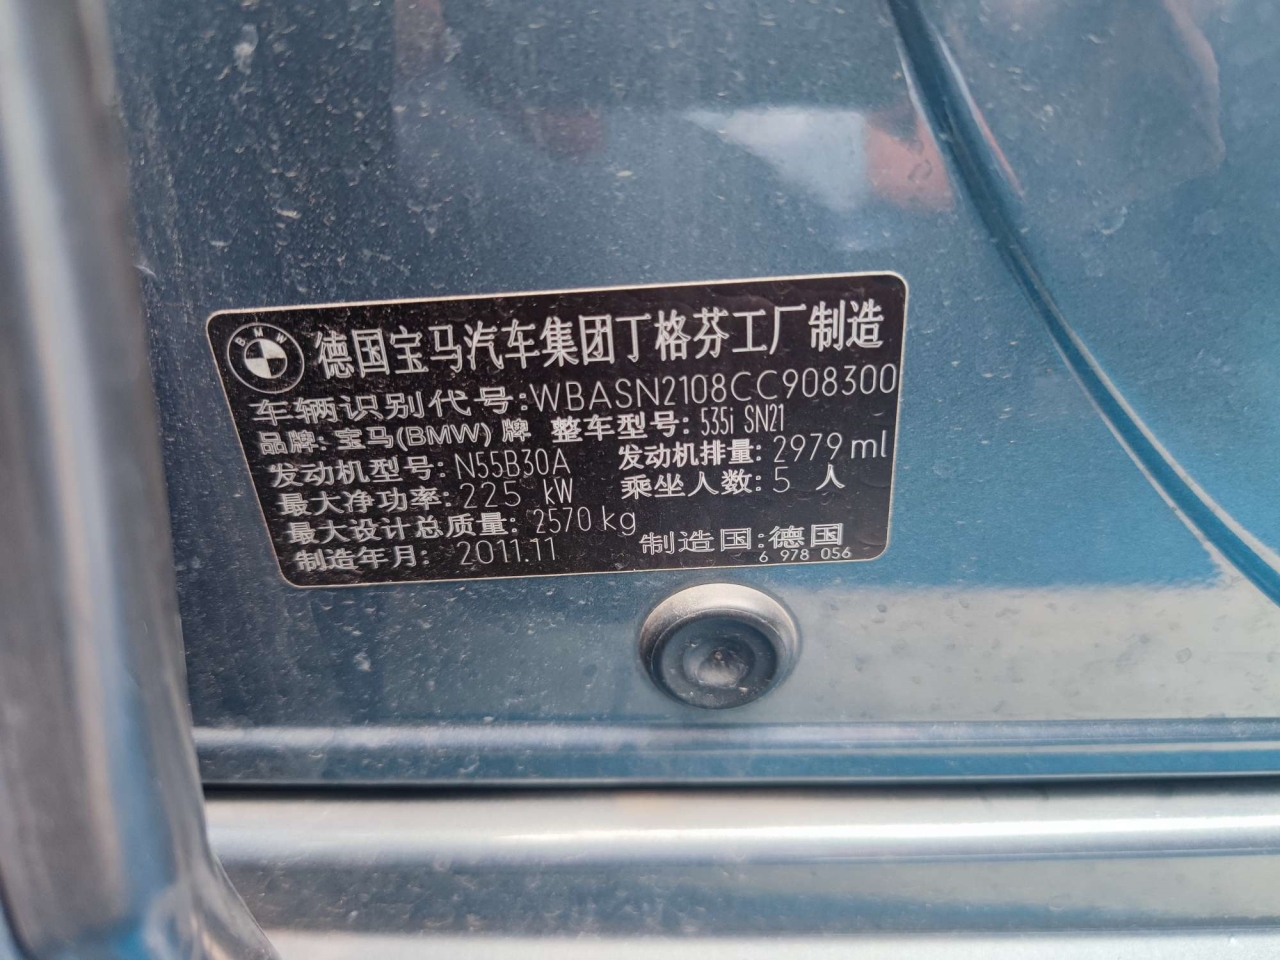 BMW
德国宝马汽车集团丁格芬工厂制造
车辆识别代号:WBASN2108CC908300
品牌:宝马(BMW)牌 整车型号:535i SN21
发动机型号:N55B30A 发动机排量:2979ml
最大净功率:225 kW 乘坐人数:5 人
最大设计总质量:2570kg
制造年月:2011.11 制造国:德国
6 978 056